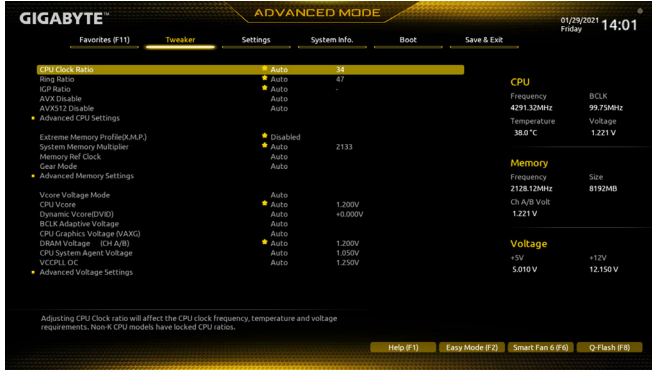 GIGABYTE™
ADVANCED MODE
01/29/2021 Friday 14:01
Favorites (F11) Tweaker Settings System Info. Boot Save & Exit
CPU Clock Ratio Auto 34
Ring Ratio Auto 47
IGP Ratio Auto -
AVX Disable Auto
AVX512 Disable Auto
Advanced CPU Settings
Extreme Memory Profile(X.M.P.) Disabled
System Memory Multiplier Auto 2133
Memory Ref Clock Auto
Gear Mode Auto
Advanced Memory Settings
Vcore Voltage Mode Auto
CPU Vcore Auto 1.200V
Dynamic Vcore(DVID) Auto +0.000V
BCLK Adaptive Voltage Auto
CPU Graphics Voltage (VAXG) Auto
DRAM Voltage (CH A/B) Auto 1.200V
CPU System Agent Voltage Auto 1.050V
VCCPLL OC Auto 1.250V
Advanced Voltage Settings
CPU
Frequency BCLK
4291.32MHz 99.75MHz
Temperature Voltage
38.0 °C 1.221 V
Memory
Frequency Size
2128.12MHz 8192MB
Ch A/B Volt
1.221 V
Voltage
+5V +12V
5.010 V 12.150 V
Adjusting CPU Clock ratio will affect the CPU clock frequency, temperature and voltage
requirements. Non-K CPU models have locked CPU ratios.
Help (F1) Easy Mode (F2) Smart Fan 6 (F6) Q-Flash (F8)